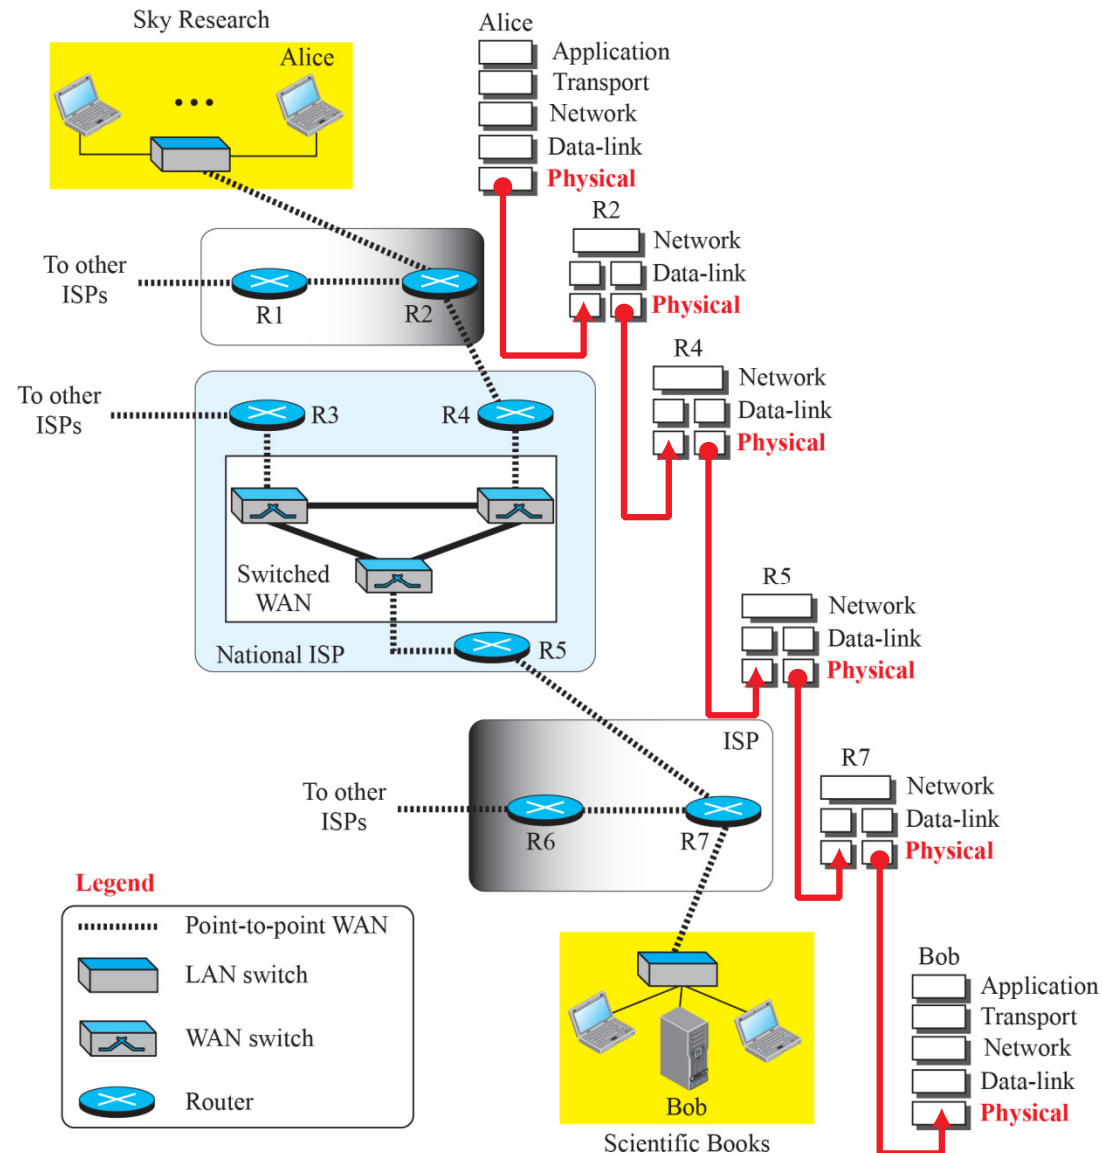 Sky Research
Alice
Alice
Application
Transport
Network
Data-link
Physical
R2
Network
Data-link
Physical
To other
ISPs
R1
R2
R4
Network
Data-link
Physical
To other
ISPs
R3
R4
Switched
WAN
National ISP
R5
R5
Network
Data-link
Physical
ISP
To other
ISPs
R6
R7
R7
Network
Data-link
Physical
Legend
Point-to-point WAN
LAN switch
WAN switch
Router
Bob
Scientific Books
Bob
Application
Transport
Network
Data-link
Physical